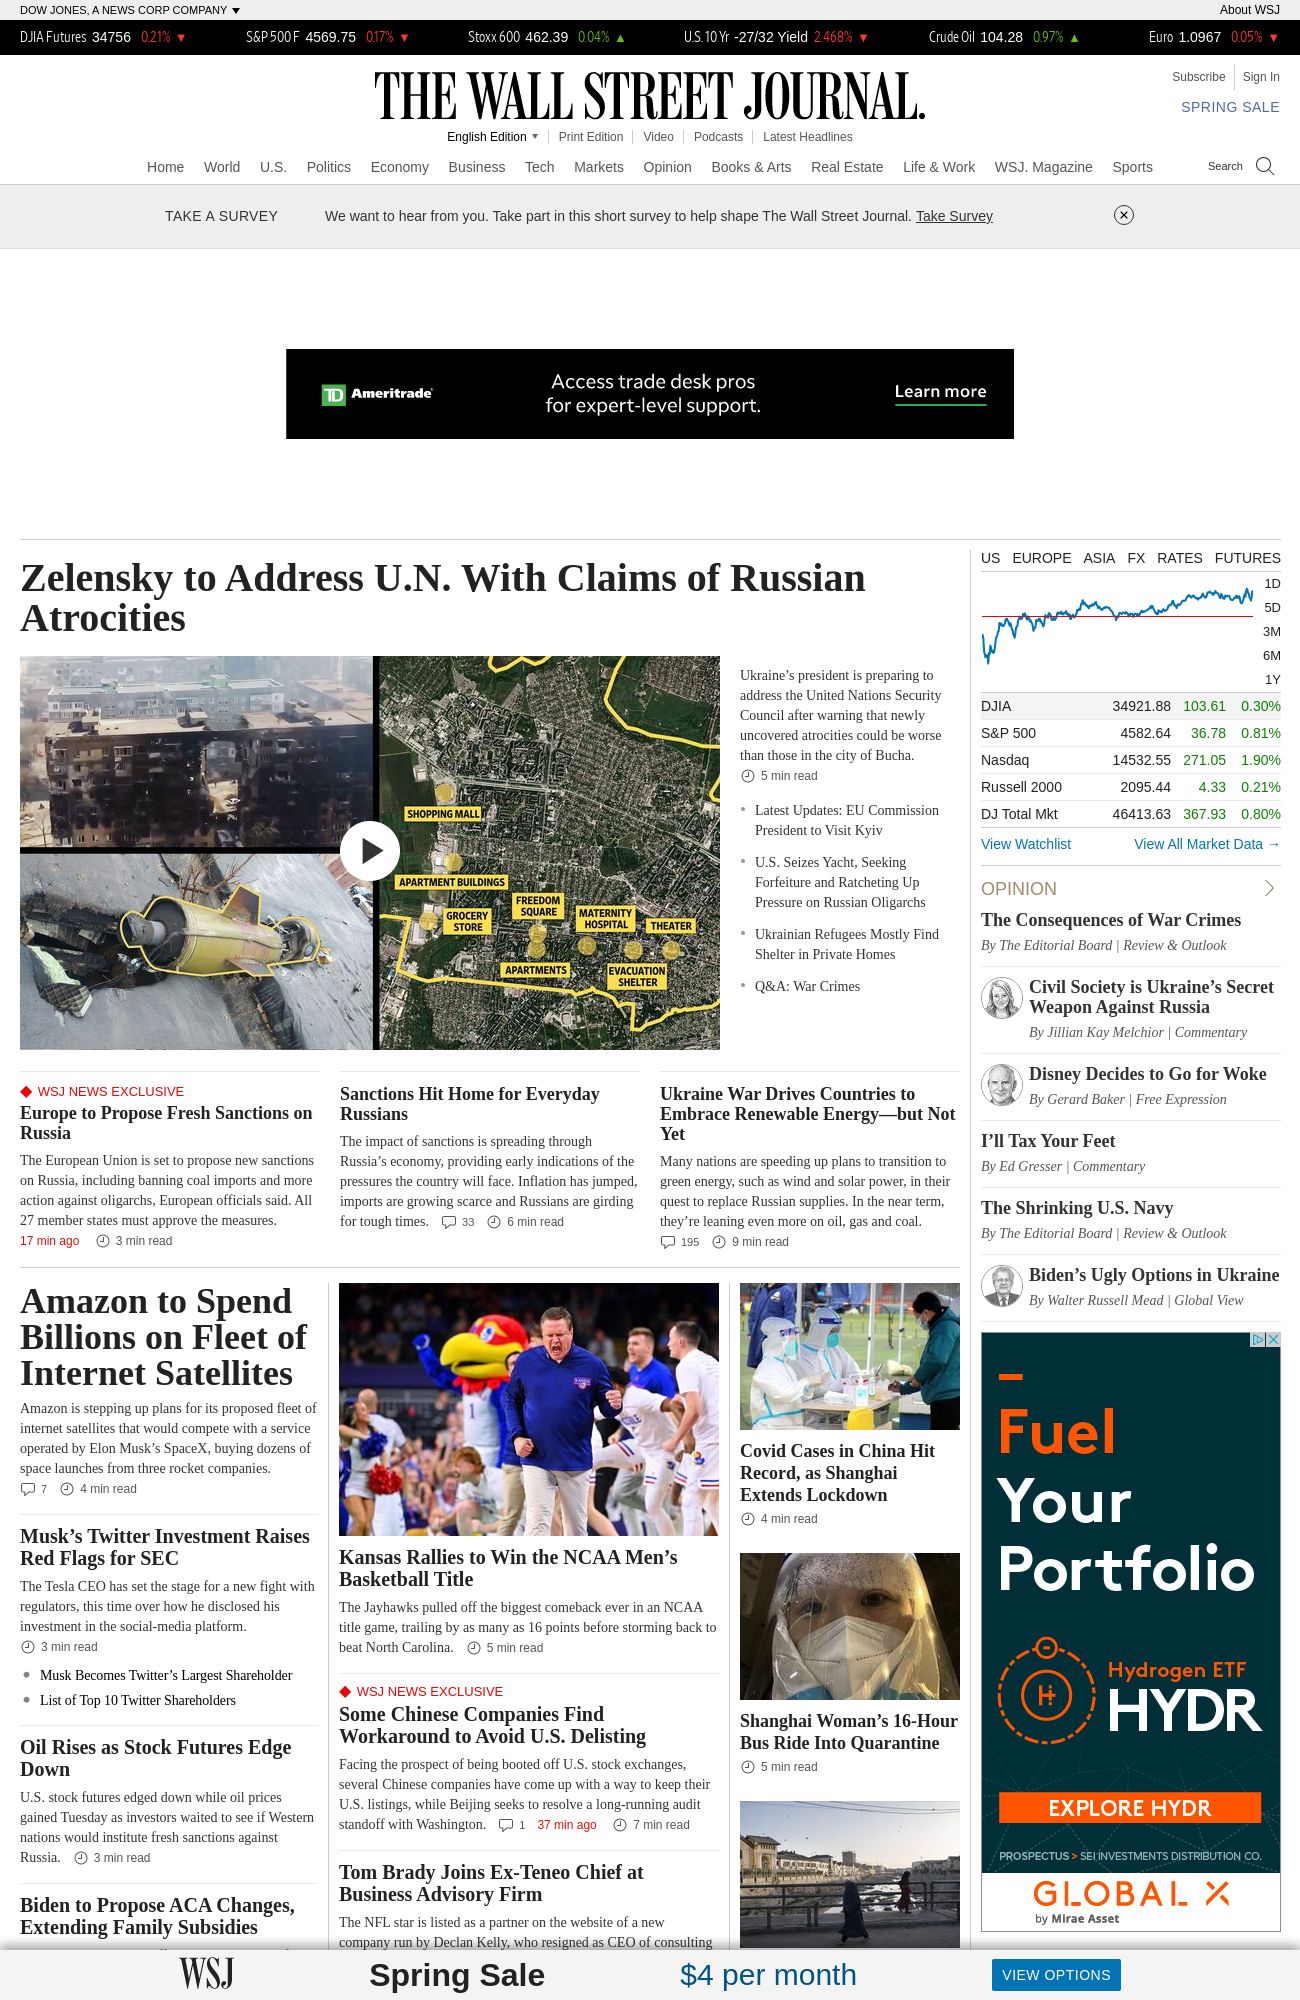 DOW JONES, A NEWS CORP COMPANY
About WSJ
DJIA Futures 34756 0.21% ▼
S&P 500 F 4569.75 0.17% ▼
Stoxx 600 462.39 0.04% ▲
U.S. 10 Yr -27/32 Yield 2.468% ▼
Crude Oil 104.28 0.97% ▲
Euro 1.0967 0.05% ▼
THE WALL STREET JOURNAL.
Subscribe Sign In
SPRING SALE
English Edition Print Edition Video Podcasts Latest Headlines
Home World U.S. Politics Economy Business Tech Markets Opinion Books & Arts Real Estate Life & Work WSJ. Magazine Sports
Search
TAKE A SURVEY
We want to hear from you. Take part in this short survey to help shape The Wall Street Journal. Take Survey
TD Ameritrade
Access trade desk pros
for expert-level support.
Learn more
Zelensky to Address U.N. With Claims of Russian
Atrocities
SHOPPING MALL
APARTMENT BUILDINGS
GROCERY
STORE
FREEDOM
SQUARE
MATERNITY
HOSPITAL
THEATER
APARTMENTS
EVACUATION
SHELTER
Ukraine’s president is preparing to
address the United Nations Security
Council after warning that newly
uncovered atrocities could be worse
than those in the city of Bucha.
5 min read
Latest Updates: EU Commission
President to Visit Kyiv
U.S. Seizes Yacht, Seeking
Forfeiture and Ratcheting Up
Pressure on Russian Oligarchs
Ukrainian Refugees Mostly Find
Shelter in Private Homes
Q&A: War Crimes
WSJ NEWS EXCLUSIVE
Europe to Propose Fresh Sanctions on
Russia
The European Union is set to propose new sanctions
on Russia, including banning coal imports and more
action against oligarchs, European officials said. All
27 member states must approve the measures.
17 min ago 3 min read
Sanctions Hit Home for Everyday
Russians
The impact of sanctions is spreading through
Russia’s economy, providing early indications of the
pressures the country will face. Inflation has jumped,
imports are growing scarce and Russians are girding
for tough times. 33 6 min read
Ukraine War Drives Countries to
Embrace Renewable Energy—but Not
Yet
Many nations are speeding up plans to transition to
green energy, such as wind and solar power, in their
quest to replace Russian supplies. In the near term,
they’re leaning even more on oil, gas and coal.
195 9 min read
Amazon to Spend
Billions on Fleet of
Internet Satellites
Amazon is stepping up plans for its proposed fleet of
internet satellites that would compete with a service
operated by Elon Musk’s SpaceX, buying dozens of
space launches from three rocket companies.
7 4 min read
Musk’s Twitter Investment Raises
Red Flags for SEC
The Tesla CEO has set the stage for a new fight with
regulators, this time over how he disclosed his
investment in the social-media platform.
3 min read
Musk Becomes Twitter’s Largest Shareholder
List of Top 10 Twitter Shareholders
Oil Rises as Stock Futures Edge
Down
U.S. stock futures edged down while oil prices
gained Tuesday as investors waited to see if Western
nations would institute fresh sanctions against
Russia. 3 min read
Biden to Propose ACA Changes,
Extending Family Subsidies
KANSAS
Kansas Rallies to Win the NCAA Men’s
Basketball Title
The Jayhawks pulled off the biggest comeback ever in an NCAA
title game, trailing by as many as 16 points before storming back to
beat North Carolina. 5 min read
WSJ NEWS EXCLUSIVE
Some Chinese Companies Find
Workaround to Avoid U.S. Delisting
Facing the prospect of being booted off U.S. stock exchanges,
several Chinese companies have come up with a way to keep their
U.S. listings, while Beijing seeks to resolve a long-running audit
standoff with Washington. 1 37 min ago 7 min read
Tom Brady Joins Ex-Teneo Chief at
Business Advisory Firm
The NFL star is listed as a partner on the website of a new
company run by Declan Kelly, who resigned as CEO of consulting
Covid Cases in China Hit
Record, as Shanghai
Extends Lockdown
4 min read
Shanghai Woman’s 16-Hour
Bus Ride Into Quarantine
5 min read
US EUROPE ASIA FX RATES FUTURES
1D
5D
3M
6M
1Y
DJIA 34921.88 103.61 0.30%
S&P 500 4582.64 36.78 0.81%
Nasdaq 14532.55 271.05 1.90%
Russell 2000 2095.44 4.33 0.21%
DJ Total Mkt 46413.63 367.93 0.80%
View Watchlist View All Market Data →
OPINION
The Consequences of War Crimes
By The Editorial Board | Review & Outlook
Civil Society is Ukraine’s Secret
Weapon Against Russia
By Jillian Kay Melchior | Commentary
Disney Decides to Go for Woke
By Gerard Baker | Free Expression
I’ll Tax Your Feet
By Ed Gresser | Commentary
The Shrinking U.S. Navy
By The Editorial Board | Review & Outlook
Biden’s Ugly Options in Ukraine
By Walter Russell Mead | Global View
Fuel
Your
Portfolio
H
Hydrogen ETF
HYDR
EXPLORE HYDR
PROSPECTUS > SEI INVESTMENTS DISTRIBUTION CO.
GLOBAL X
by Mirae Asset
WSJ
Spring Sale
$4 per month
VIEW OPTIONS